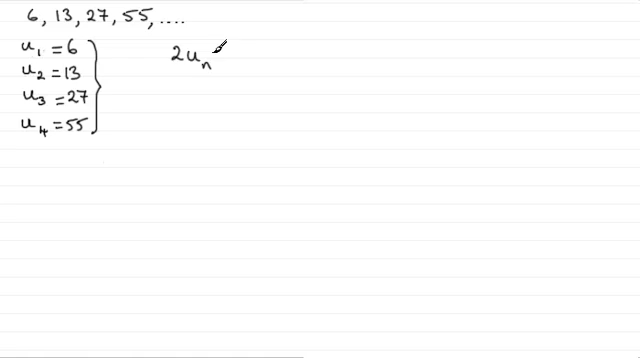 6, 13, 27, 55, ....
u₁ = 6
u₂ = 13
u₃ = 27
u₄ = 55
2uₙ